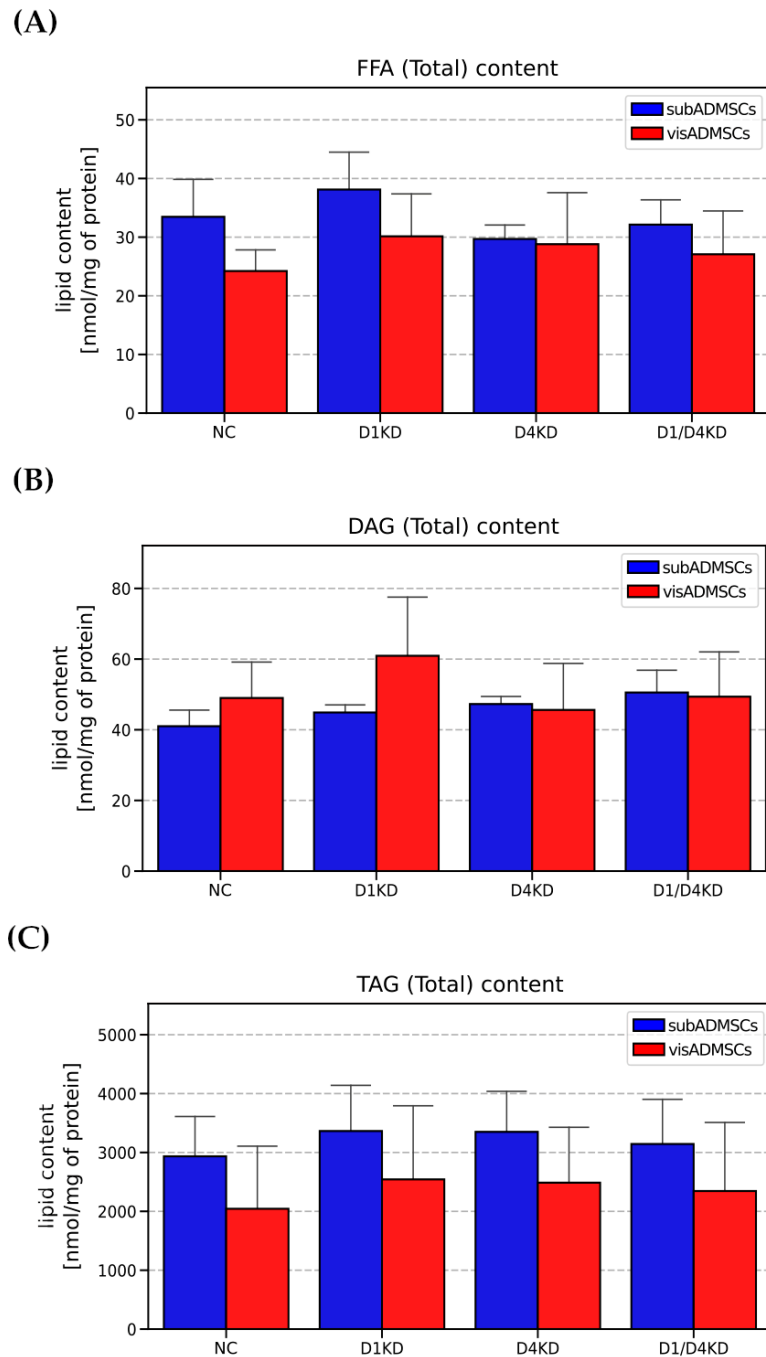 (A)
FFA (Total) content
subADMSCs
visADMSCs
lipid content
[nmol/mg of protein]
50
40
30
20
10
0
NC D1KD D4KD D1/D4KD
(B)
DAG (Total) content
subADMSCs
visADMSCs
lipid content
[nmol/mg of protein]
80
60
40
20
0
NC D1KD D4KD D1/D4KD
(C)
TAG (Total) content
subADMSCs
visADMSCs
lipid content
[nmol/mg of protein]
5000
4000
3000
2000
1000
0
NC D1KD D4KD D1/D4KD